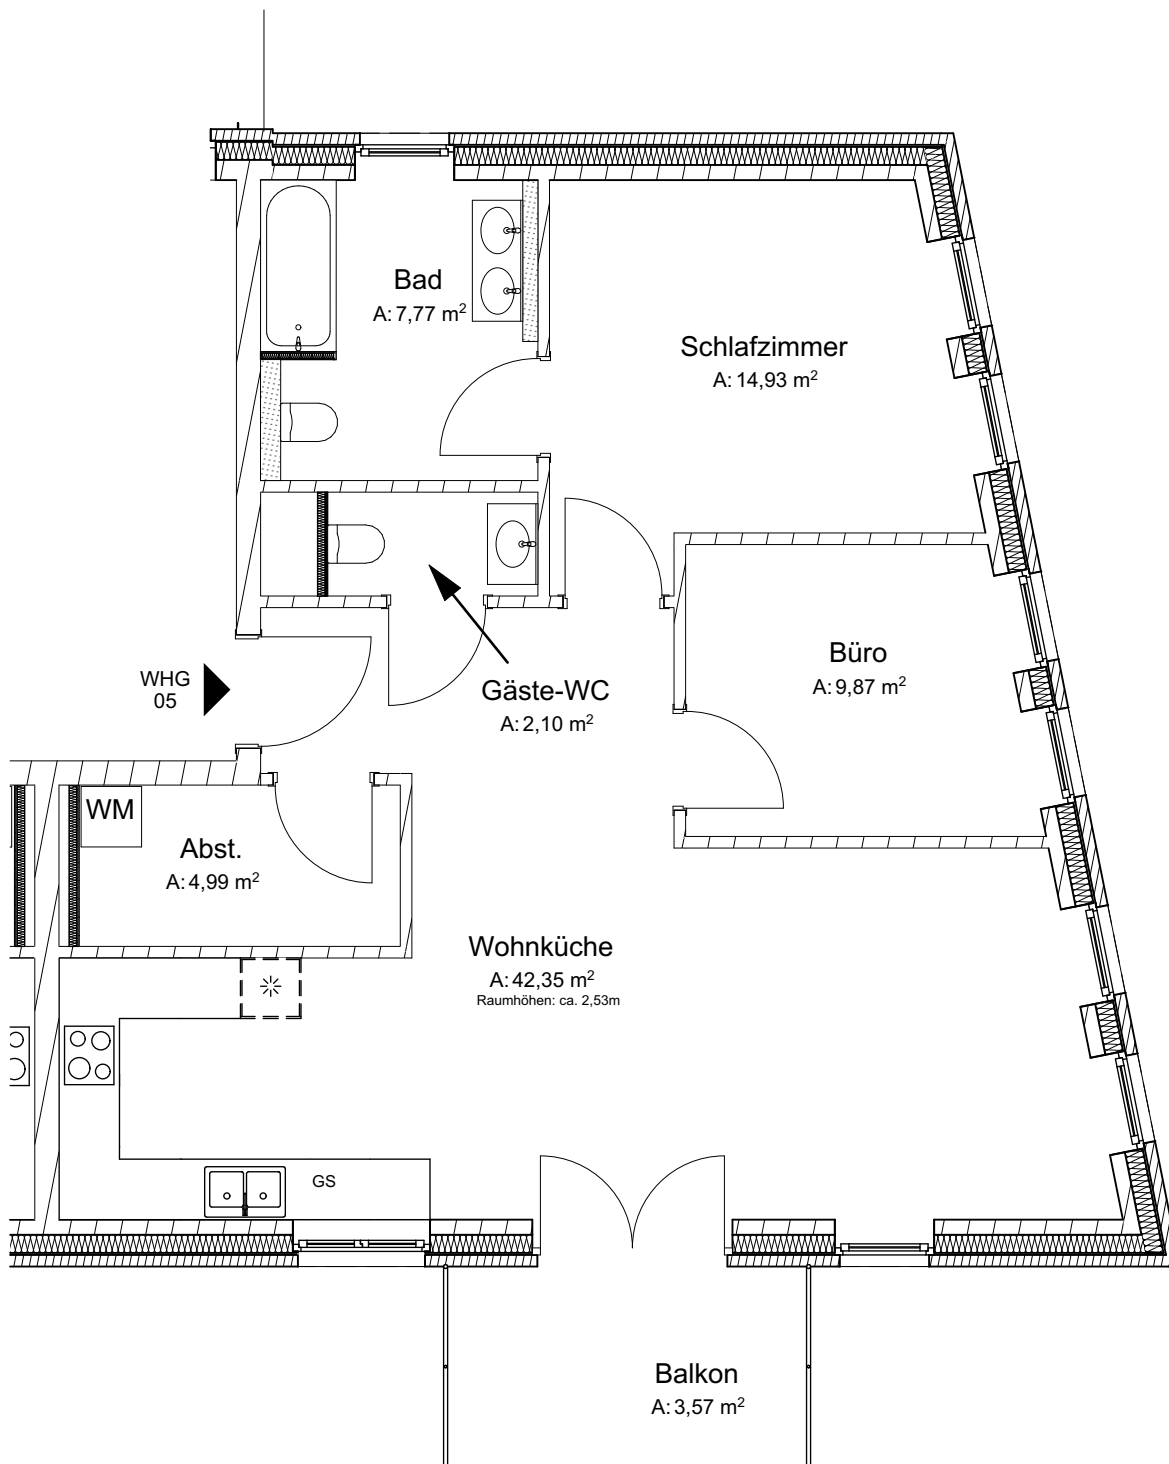 Bad
A: 7,77 m²
Schlafzimmer
A: 14,93 m²
Büro
A: 9,87 m²
WHG
05
Gäste-WC
A: 2,10 m²
WM
Abst.
A: 4,99 m²
Wohnküche
A: 42,35 m²
Raumhöhen: ca. 2,53m
GS
Balkon
A: 3,57 m²